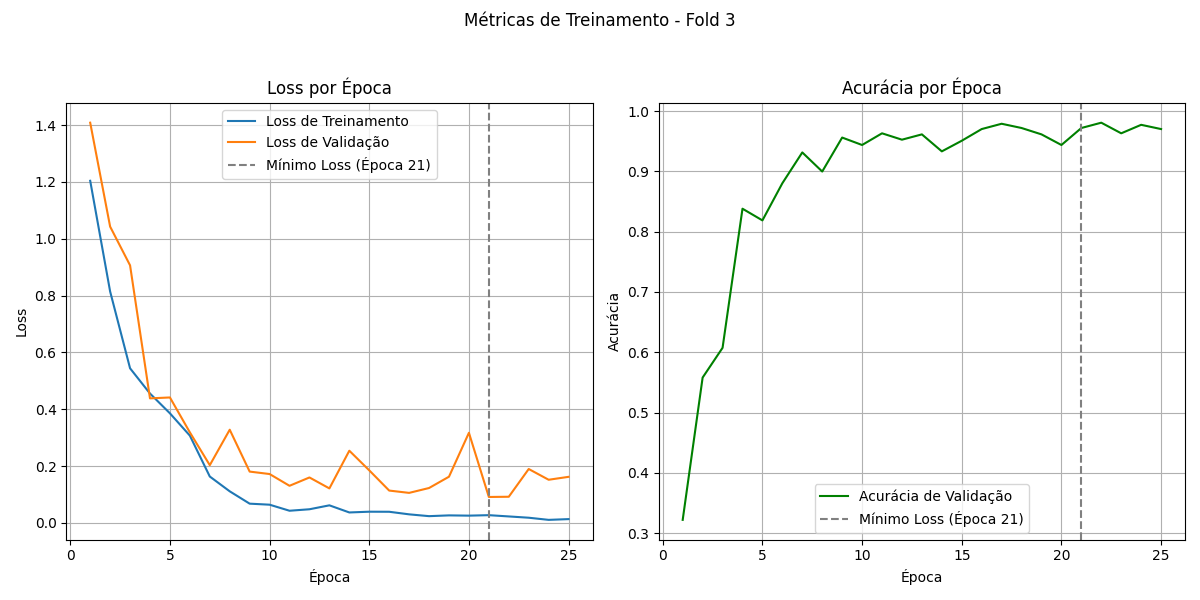 Métricas de Treinamento - Fold 3
Loss por Época
Loss de Treinamento
Loss de Validação
Mínimo Loss (Época 21)
1.4
1.2
1.0
0.8
0.6
0.4
0.2
0.0
Loss
0
5
10
15
20
25
Época
Acurácia por Época
1.0
0.9
0.8
0.7
0.6
0.5
0.4
0.3
Acurácia
Acurácia de Validação
Mínimo Loss (Época 21)
0
5
10
15
20
25
Época